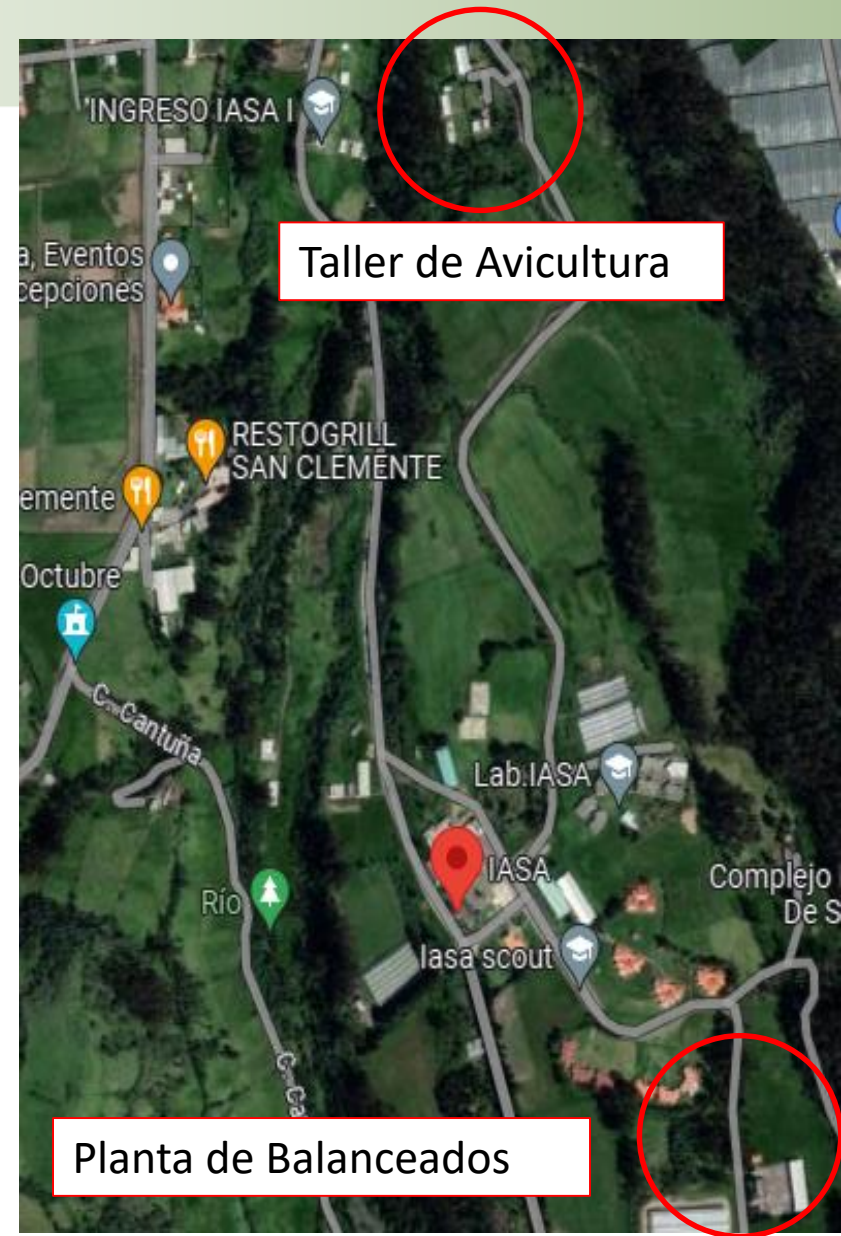 'INGRESO IASA I
Taller de Avicultura
a, Eventos
cepciones
RESTOGRILL
SAN CLEMENTE
emente
Octubre
C. Cantuña
Lab.IASA
IASA
Complejo
De S
Río
Iasa scout
C. Ca
Planta de Balanceados